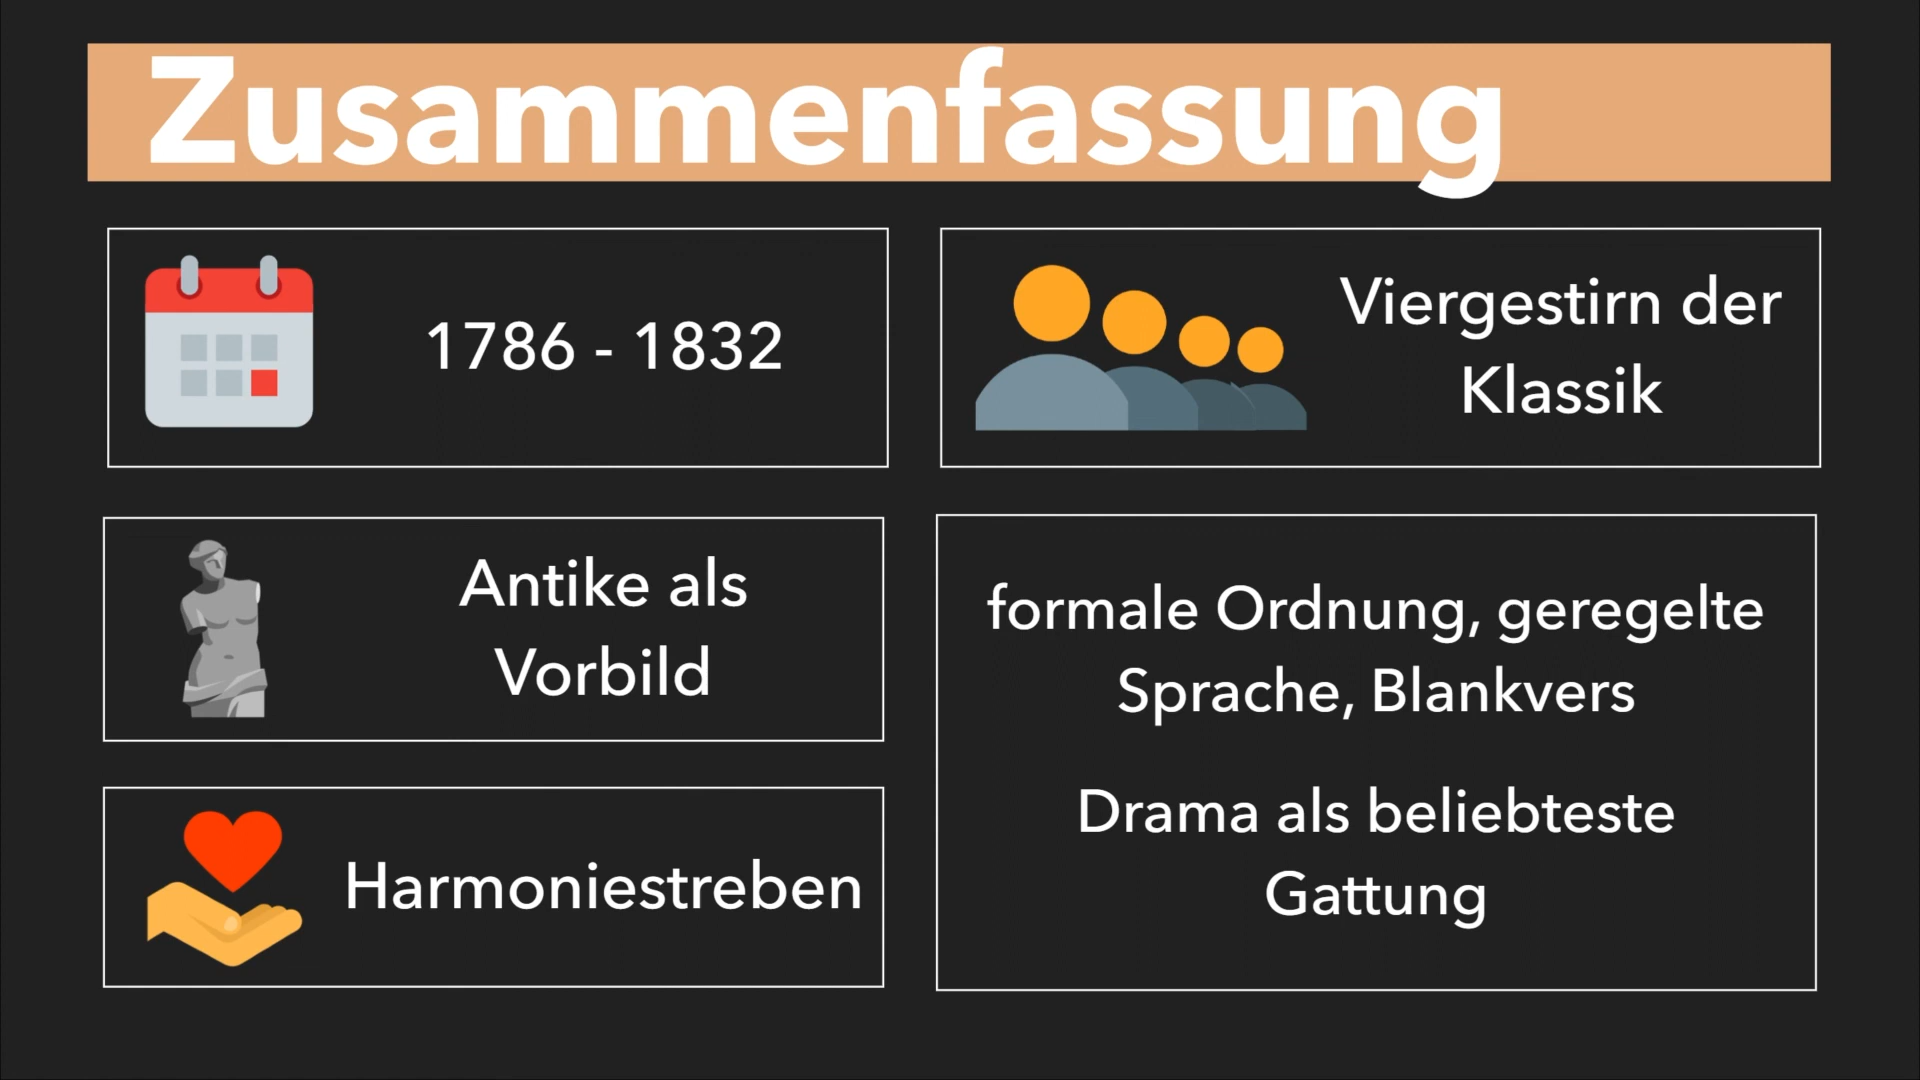 Zusammenfassung
1786 - 1832
Viergestirn der
Klassik
Antike als
Vorbild
formale Ordnung, geregelte
Sprache, Blankvers
Drama als beliebteste
Gattung
Harmoniestreben